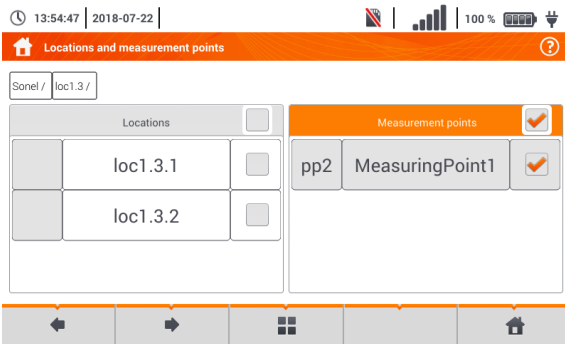 13:54:47 2018-07-22 100 %
Locations and measurement points ?
Sonel / loc1.3 /
Locations
Measurement points
loc1.3.1
pp2 MeasuringPoint1
loc1.3.2